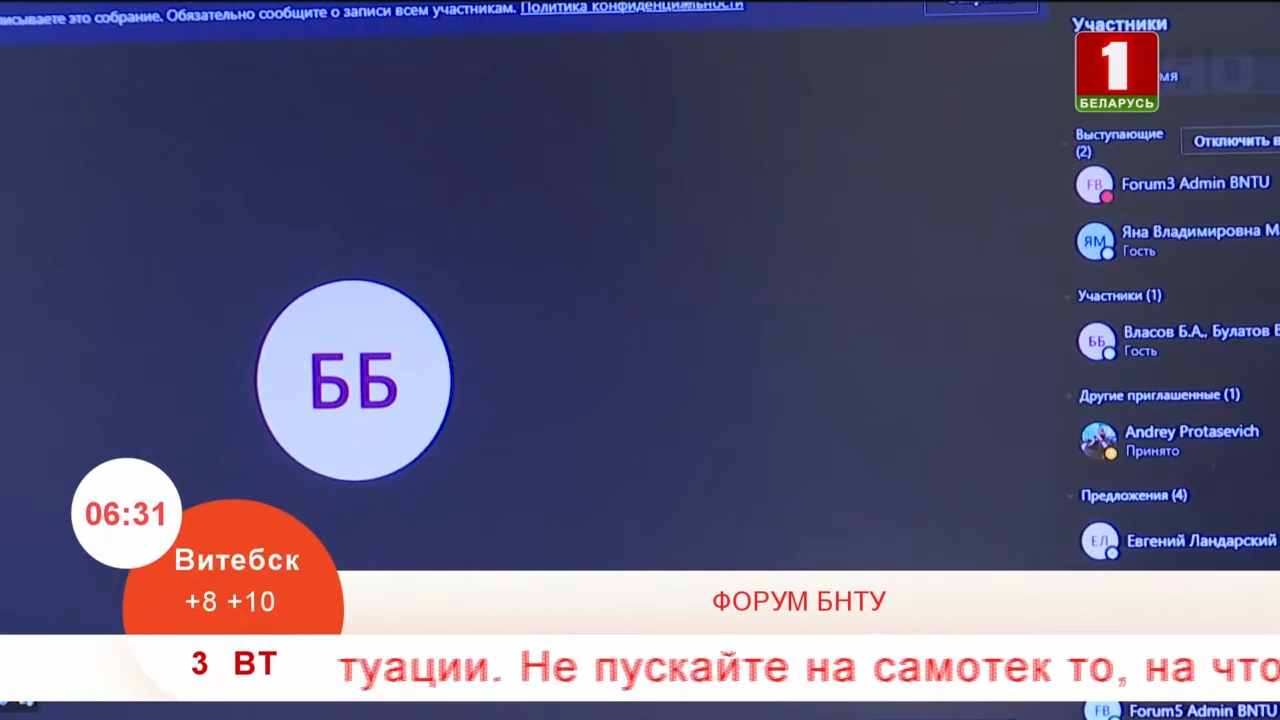 это собрание. Обязательно сообщите о записи всем участникам. Политика конфиденциальности
Участники
1
БЕЛАРУСЬ
Выступающие
(2)
Отключить
FB
Forum3 Admin BNTU
ЯМ
Яна Владимировна
Гость
Участники (1)
ББ
Власов Б.А., Булатов
Гость
Другие приглашенные (1)
Andrey Protasevich
Принято
Предложения (4)
ЕЛ
Евгений Ландарский
ББ
06:31
Витебск
+8 +10
ФОРУМ БНТУ
3 ВТ
туации. Не пускайте на самотек то, на что
FB
Forum5 Admin BNTU